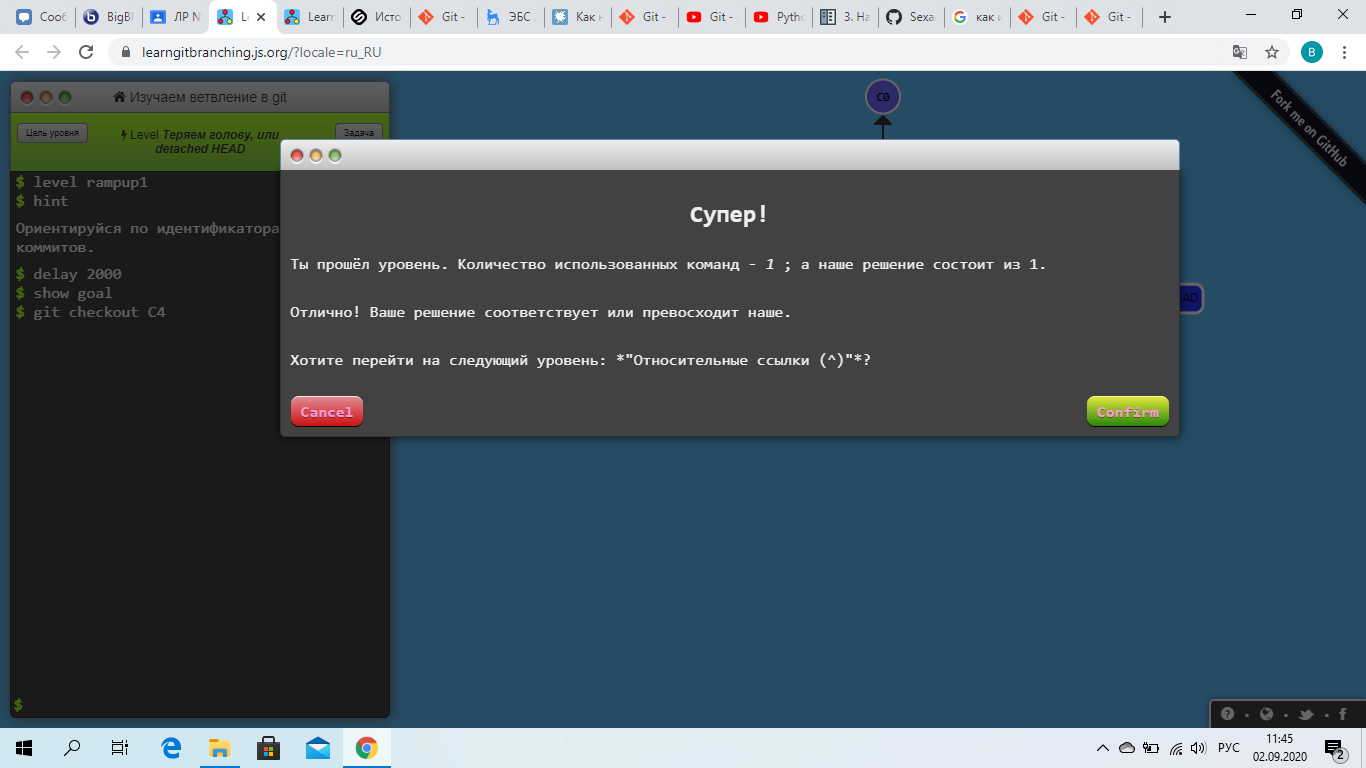 Сооб
BigBl
ЛР N
Le
Learn
Исто
Git -
ЭБС
Как н
Git -
Git -
Pytho
3. На
Sexa
как и
Git -
Git -
learngitbranching.js.org/?locale=ru_RU
B
Изучаем ветвление в git
Цель уровня
Level Теряем голову, или
detached HEAD
Задача
$ level rampup1
$ hint
Ориентируйся по идентификатора
коммитов.
$ delay 2000
$ show goal
$ git checkout C4
$
C0
Fork me on GitHub
Супер!
Ты прошёл уровень. Количество использованных команд - 1 ; а наше решение состоит из 1.
Отлично! Ваше решение соответствует или превосходит наше.
Хотите перейти на следующий уровень: *"Относительные ссылки (^)"*?
Cancel
Confirm
AD
РУС
11:45
02.09.2020
2